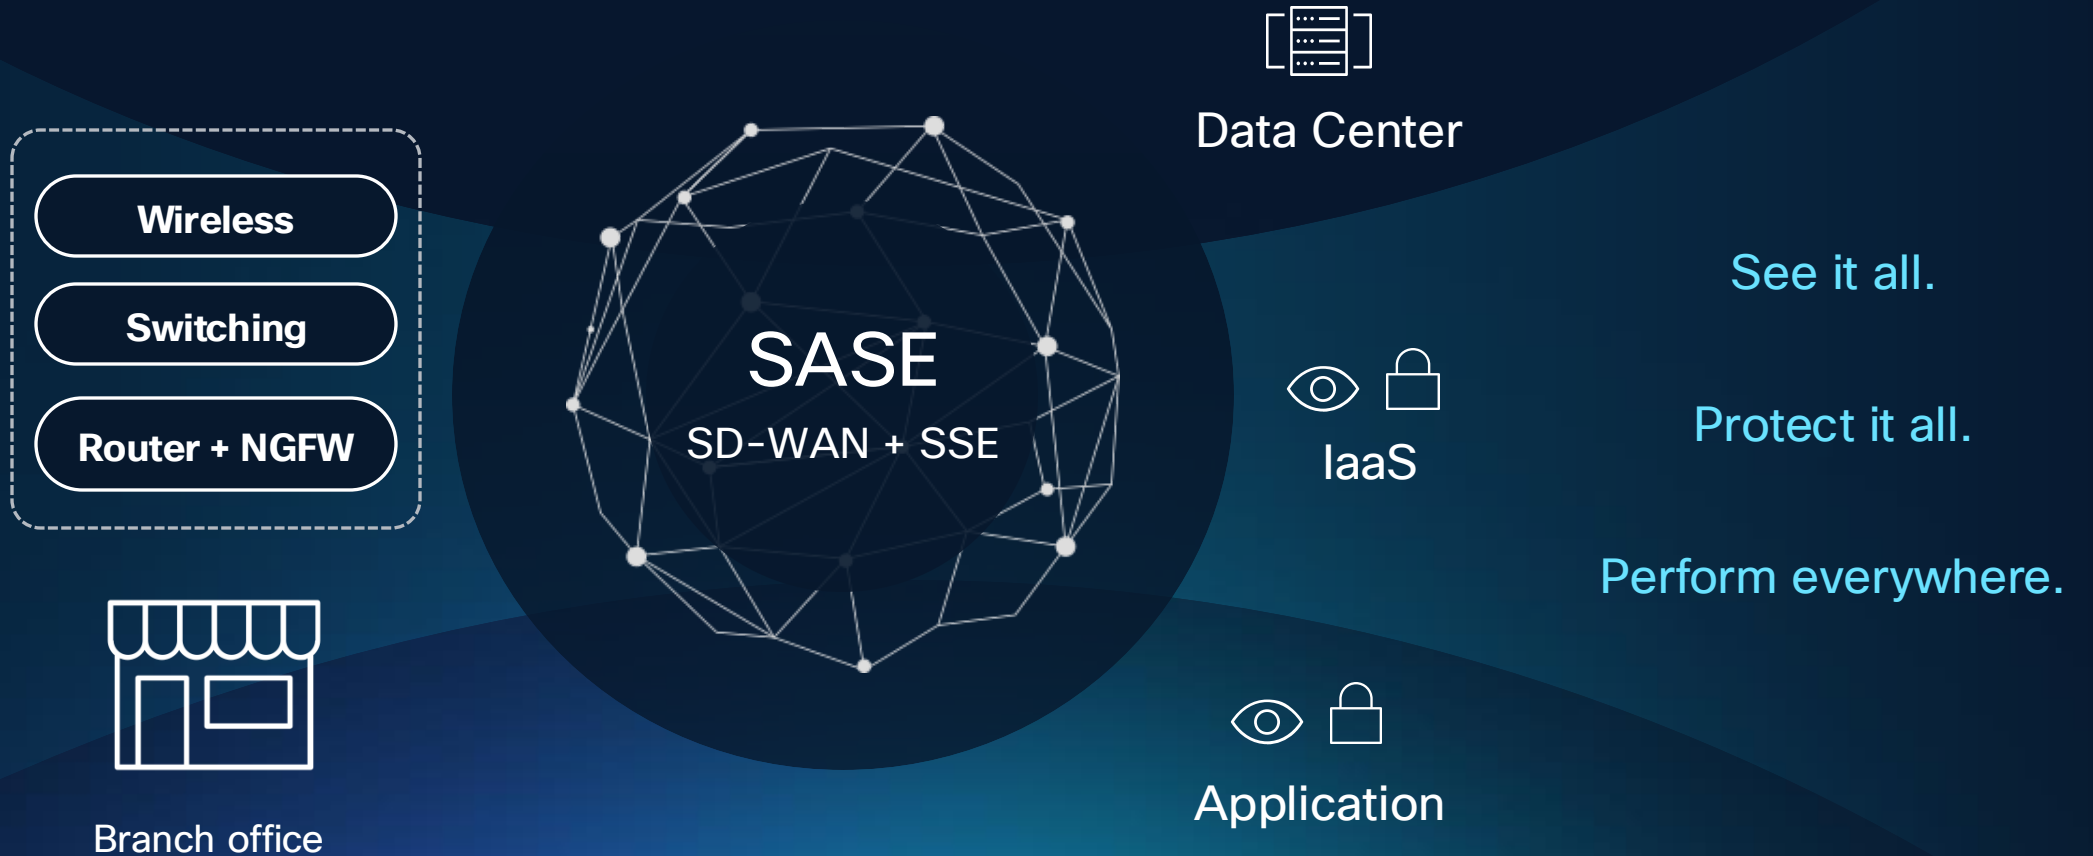 Wireless
Switching
Router + NGFW
Branch office
SASE
SD-WAN + SSE
Data Center
IaaS
Application
See it all.
Protect it all.
Perform everywhere.